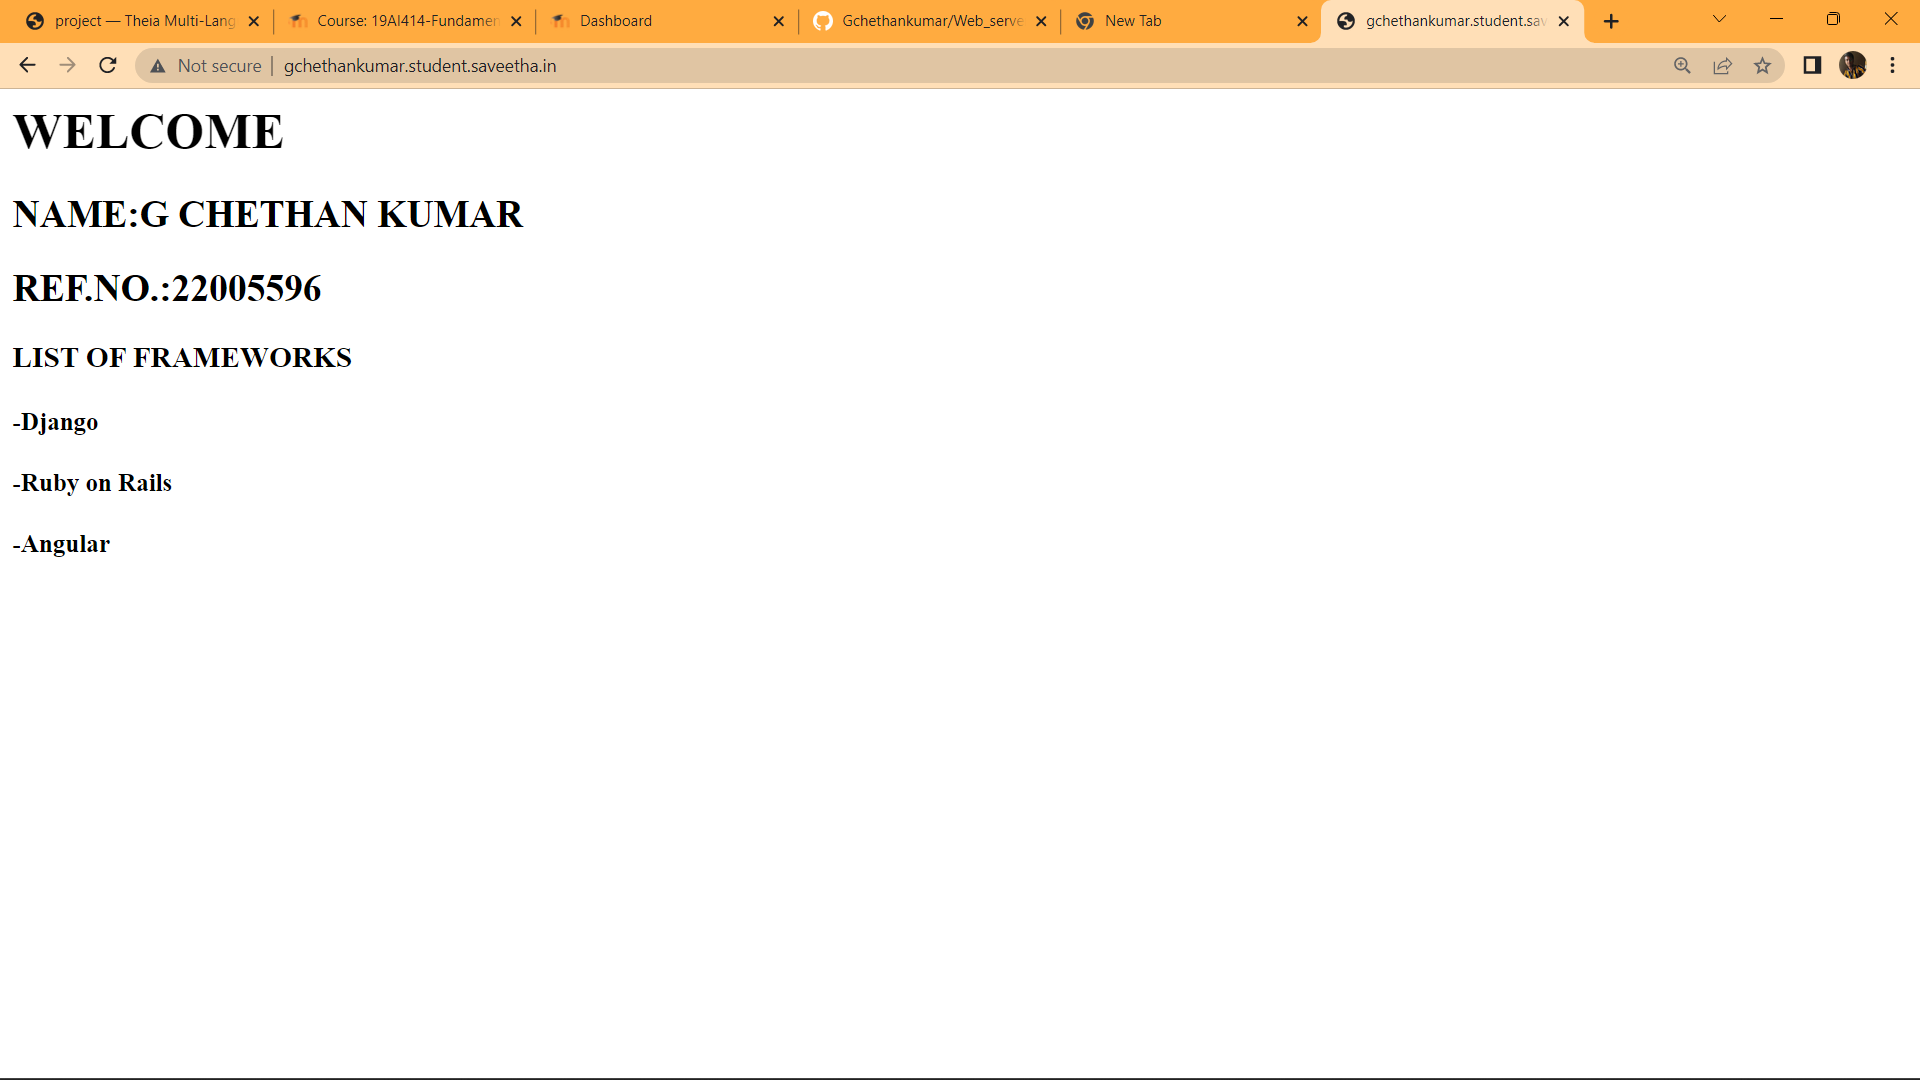 project — Theia Multi-Lang
Course: 19AI414-Fundamen
Dashboard
Gchethankumar/Web_serve
New Tab
gchethankumar.student.sav
Not secure
gchethankumar.student.saveetha.in
WELCOME
NAME:G CHETHAN KUMAR
REF.NO.:22005596
LIST OF FRAMEWORKS
-Django
-Ruby on Rails
-Angular